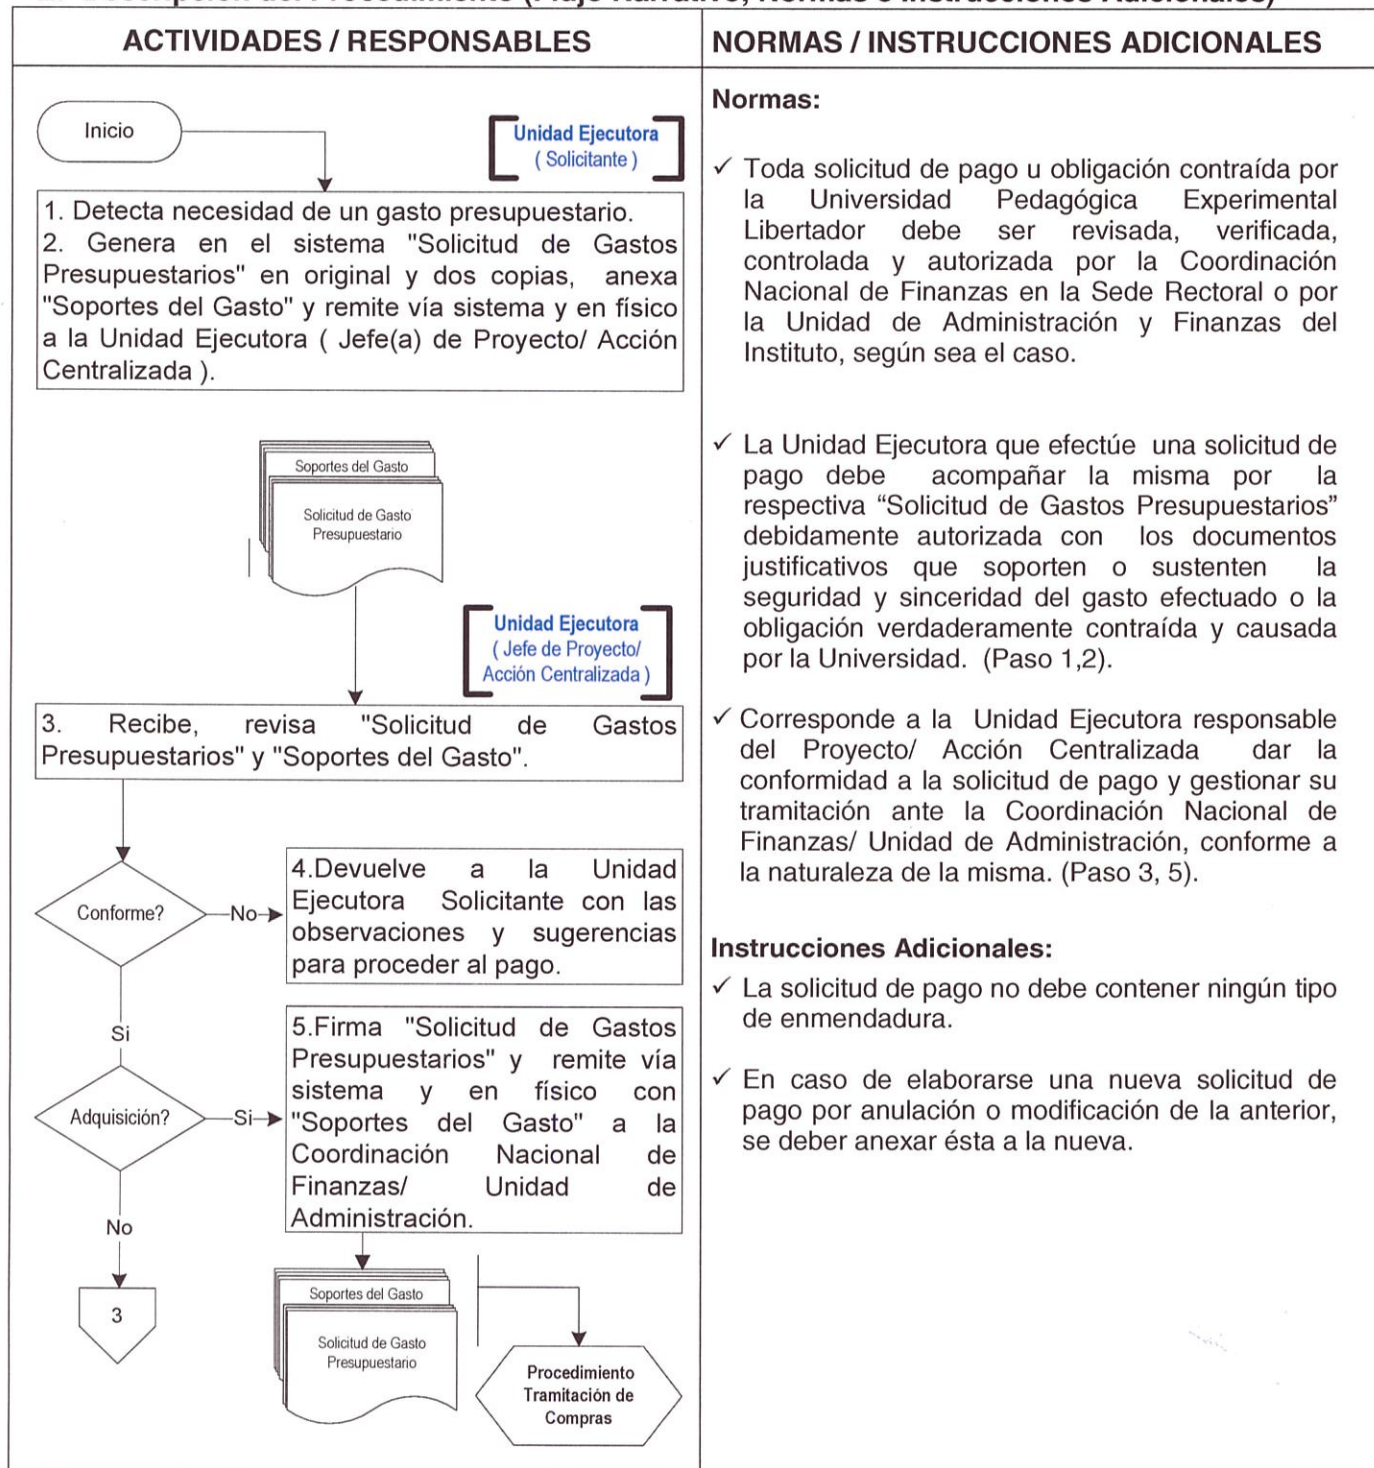 ACTIVIDADES / RESPONSABLES
NORMAS / INSTRUCCIONES ADICIONALES
Inicio
Unidad Ejecutora
( Solicitante )
1. Detecta necesidad de un gasto presupuestario.
2. Genera en el sistema "Solicitud de Gastos
Presupuestarios" en original y dos copias, anexa
"Soportes del Gasto" y remite vía sistema y en físico
a la Unidad Ejecutora ( Jefe(a) de Proyecto/ Acción
Centralizada ).
Soportes del Gasto
Solicitud de Gasto
Presupuestario
Unidad Ejecutora
( Jefe de Proyecto/
Acción Centralizada )
3. Recibe, revisa "Solicitud de Gastos
Presupuestarios" y "Soportes del Gasto".
Conforme?
No
4.Devuelve a la Unidad
Ejecutora Solicitante con las
observaciones y sugerencias
para proceder al pago.
Si
Adquisición?
Si
5.Firma "Solicitud de Gastos
Presupuestarios" y remite vía
sistema y en físico con
"Soportes del Gasto" a la
Coordinación Nacional de
Finanzas/ Unidad de
Administración.
No
3
Soportes del Gasto
Solicitud de Gasto
Presupuestario
Procedimiento
Tramitación de
Compras
Normas:
✓ Toda solicitud de pago u obligación contraída por
la Universidad Pedagógica Experimental
Libertador debe ser revisada, verificada,
controlada y autorizada por la Coordinación
Nacional de Finanzas en la Sede Rectoral o por
la Unidad de Administración y Finanzas del
Instituto, según sea el caso.
✓ La Unidad Ejecutora que efectúe una solicitud de
pago debe acompañar la misma por la
respectiva “Solicitud de Gastos Presupuestarios”
debidamente autorizada con los documentos
justificativos que soporten o sustenten la
seguridad y sinceridad del gasto efectuado o la
obligación verdaderamente contraída y causada
por la Universidad. (Paso 1,2).
✓ Corresponde a la Unidad Ejecutora responsable
del Proyecto/ Acción Centralizada dar la
conformidad a la solicitud de pago y gestionar su
tramitación ante la Coordinación Nacional de
Finanzas/ Unidad de Administración, conforme a
la naturaleza de la misma. (Paso 3, 5).
Instrucciones Adicionales:
✓ La solicitud de pago no debe contener ningún tipo
de enmendadura.
✓ En caso de elaborarse una nueva solicitud de
pago por anulación o modificación de la anterior,
se deber anexar ésta a la nueva.